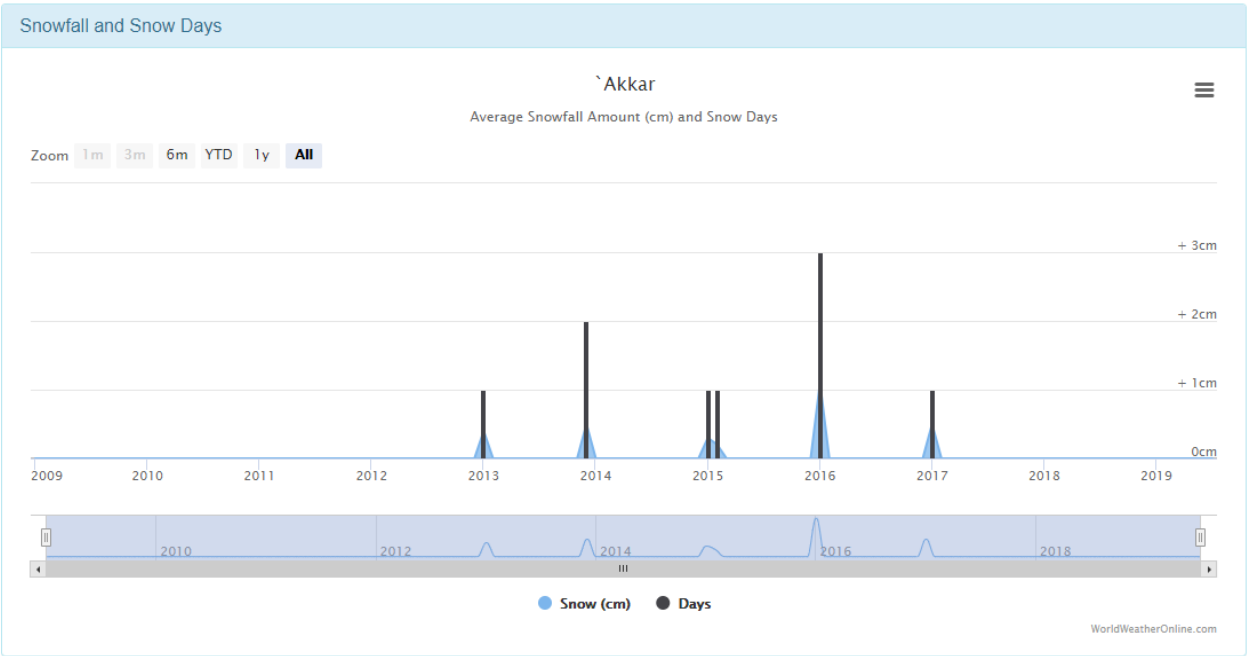 Snowfall and Snow Days
`Akkar
Average Snowfall Amount (cm) and Snow Days
Zoom 1m 3m 6m YTD 1y All
+ 3cm
+ 2cm
+ 1cm
0cm
2009 2010 2011 2012 2013 2014 2015 2016 2017 2018 2019
2010 2012 2014 2016 2018
Snow (cm) Days
WorldWeatherOnline.com